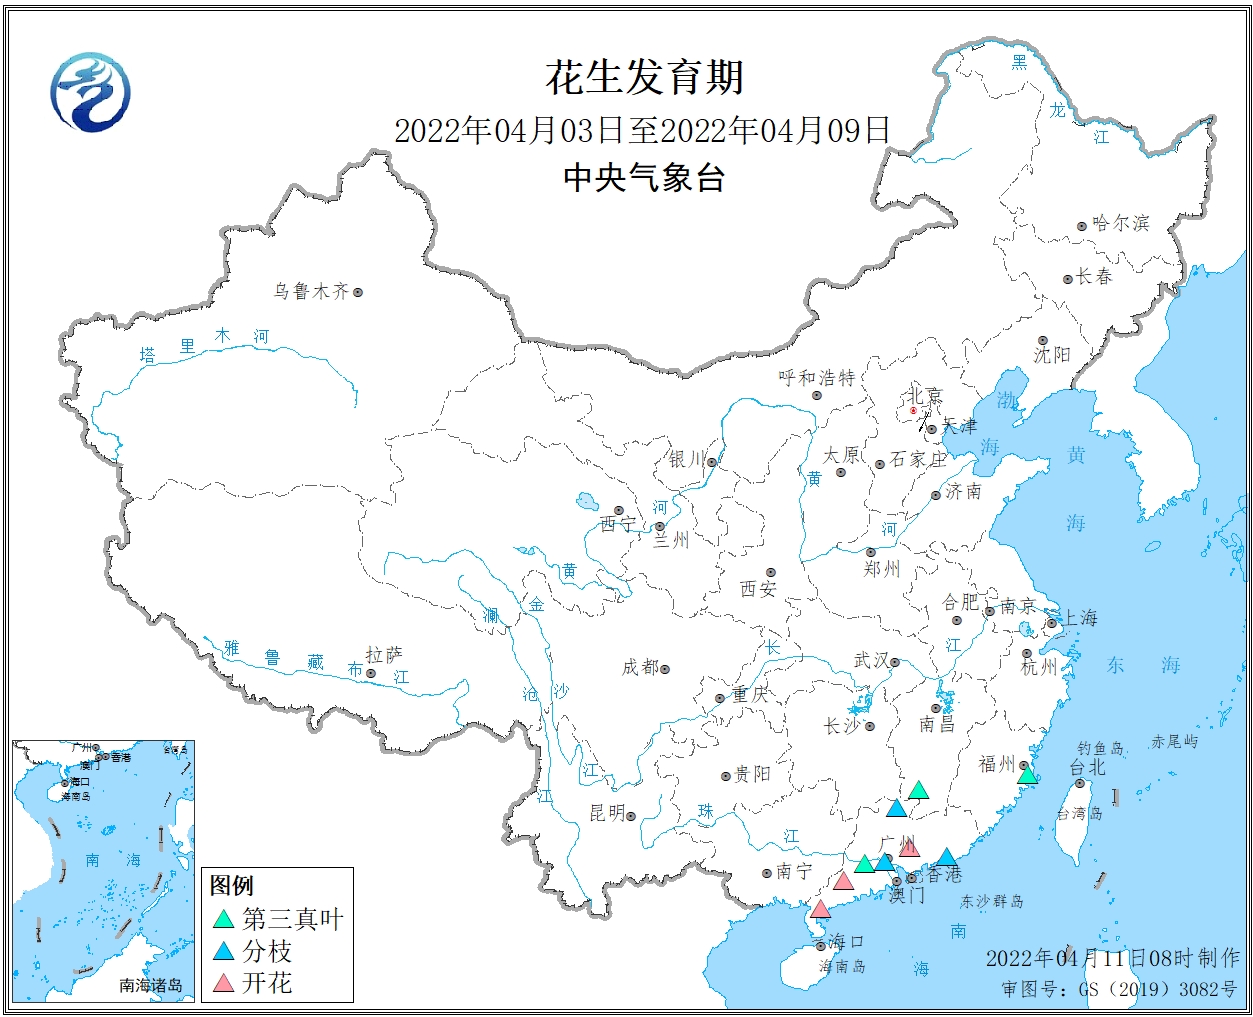 花生发育期
2022年04月03日至2022年04月09日
中央气象台
黑
龙
江
哈尔滨
长春
乌鲁木齐
塔里木河
沈阳
呼和浩特
北京
天津
渤
海
黄
海
银川
太原
石家庄
黄
河
济南
西宁
河
兰州
河
郑州
黄
西安
澜
金
合肥
南京
上海
雅鲁藏布江
拉萨
成都
长
武汉
江
杭州
东海
沧
沙
重庆
长沙
南昌
福州
钓鱼岛
赤尾屿
台北
台湾岛
贵阳
江
江
昆明
珠
江
广州
南宁
香港
澳门
东沙群岛
南
海
海口
海南岛
广州
香港
澳门
海口
海南岛
台湾岛
南海
南海诸岛
图例
第三真叶
分枝
开花
2022年04月11日08时制作
审图号：GS（2019）3082号